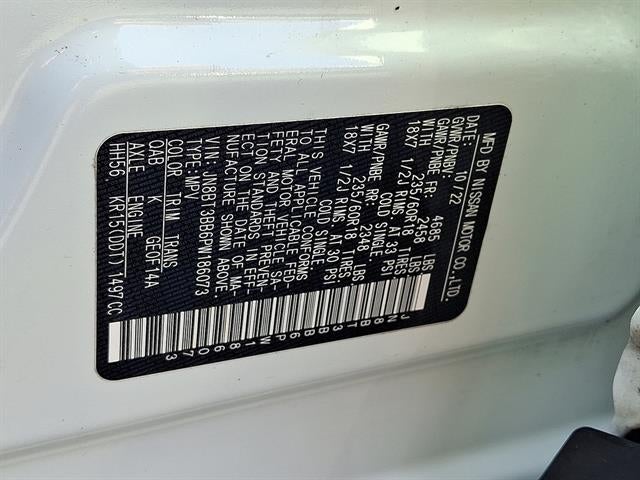 MFD BY NISSAN MOTOR CO., LTD.
DATE: 10/22
GVWR/PNBV: 4685 LBS
GAWR/PNBE FR: 2458 LBS
WITH 235/60R18 TIRES
18X7 1/2J RIMS AT 33 PSI
COLD SINGLE
GAWR/PNBE RR: 2346 LBS
WITH 235/60R18 TIRES
18X7 1/2J RIMS AT 30 PSI
COLD SINGLE
THIS VEHICLE CONFORMS
TO ALL APPLICABLE FED-
ERAL MOTOR VEHICLE SA-
FETY AND THEFT PREVEN-
TION STANDARDS IN EFF-
ECT ON THE DATE OF MA-
NUFACTURE SHOWN ABOVE.
VIN: JN8BT3BB6PW186073
TYPE: MPV
COLOR TRIM TRANS
QAB K GE0F14A
AXLE ENGINE
HH56 KR15(DDT) 1497CC
JN8BT3BB6PW186073